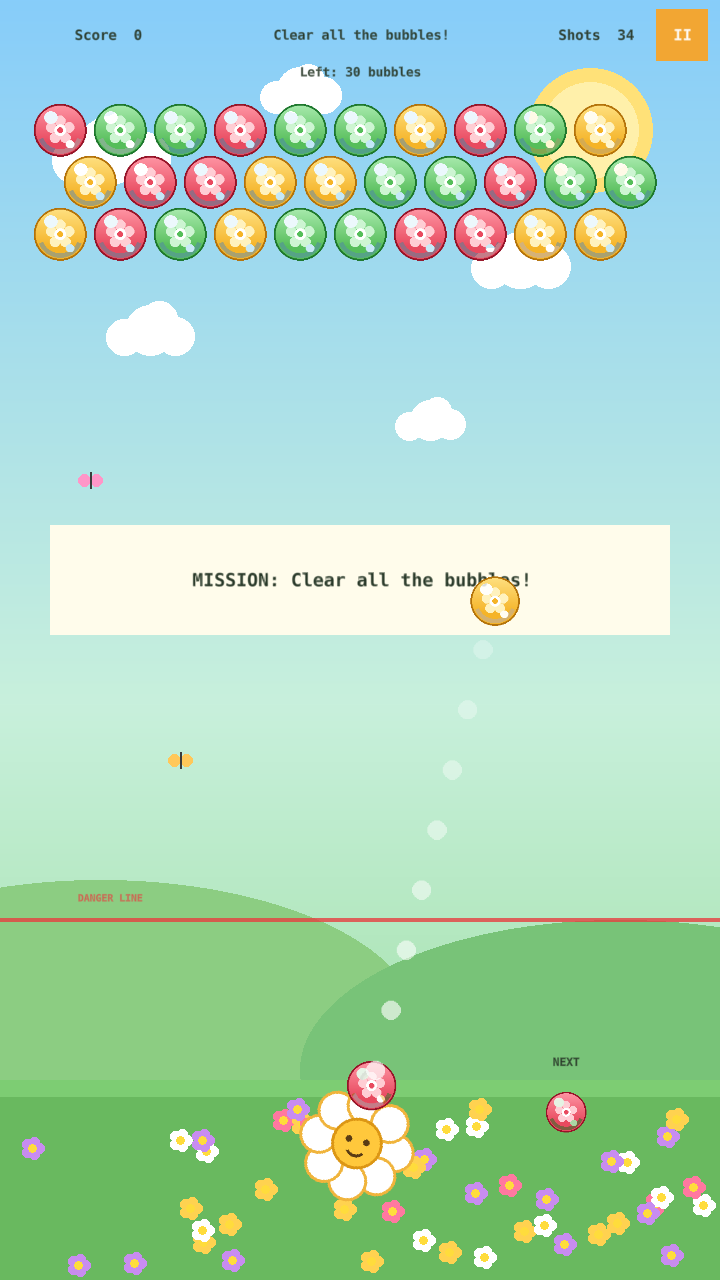 Score 0
Clear all the bubbles!
Shots 34
II
Left: 30 bubbles
MISSION: Clear all the bubbles!
DANGER LINE
NEXT